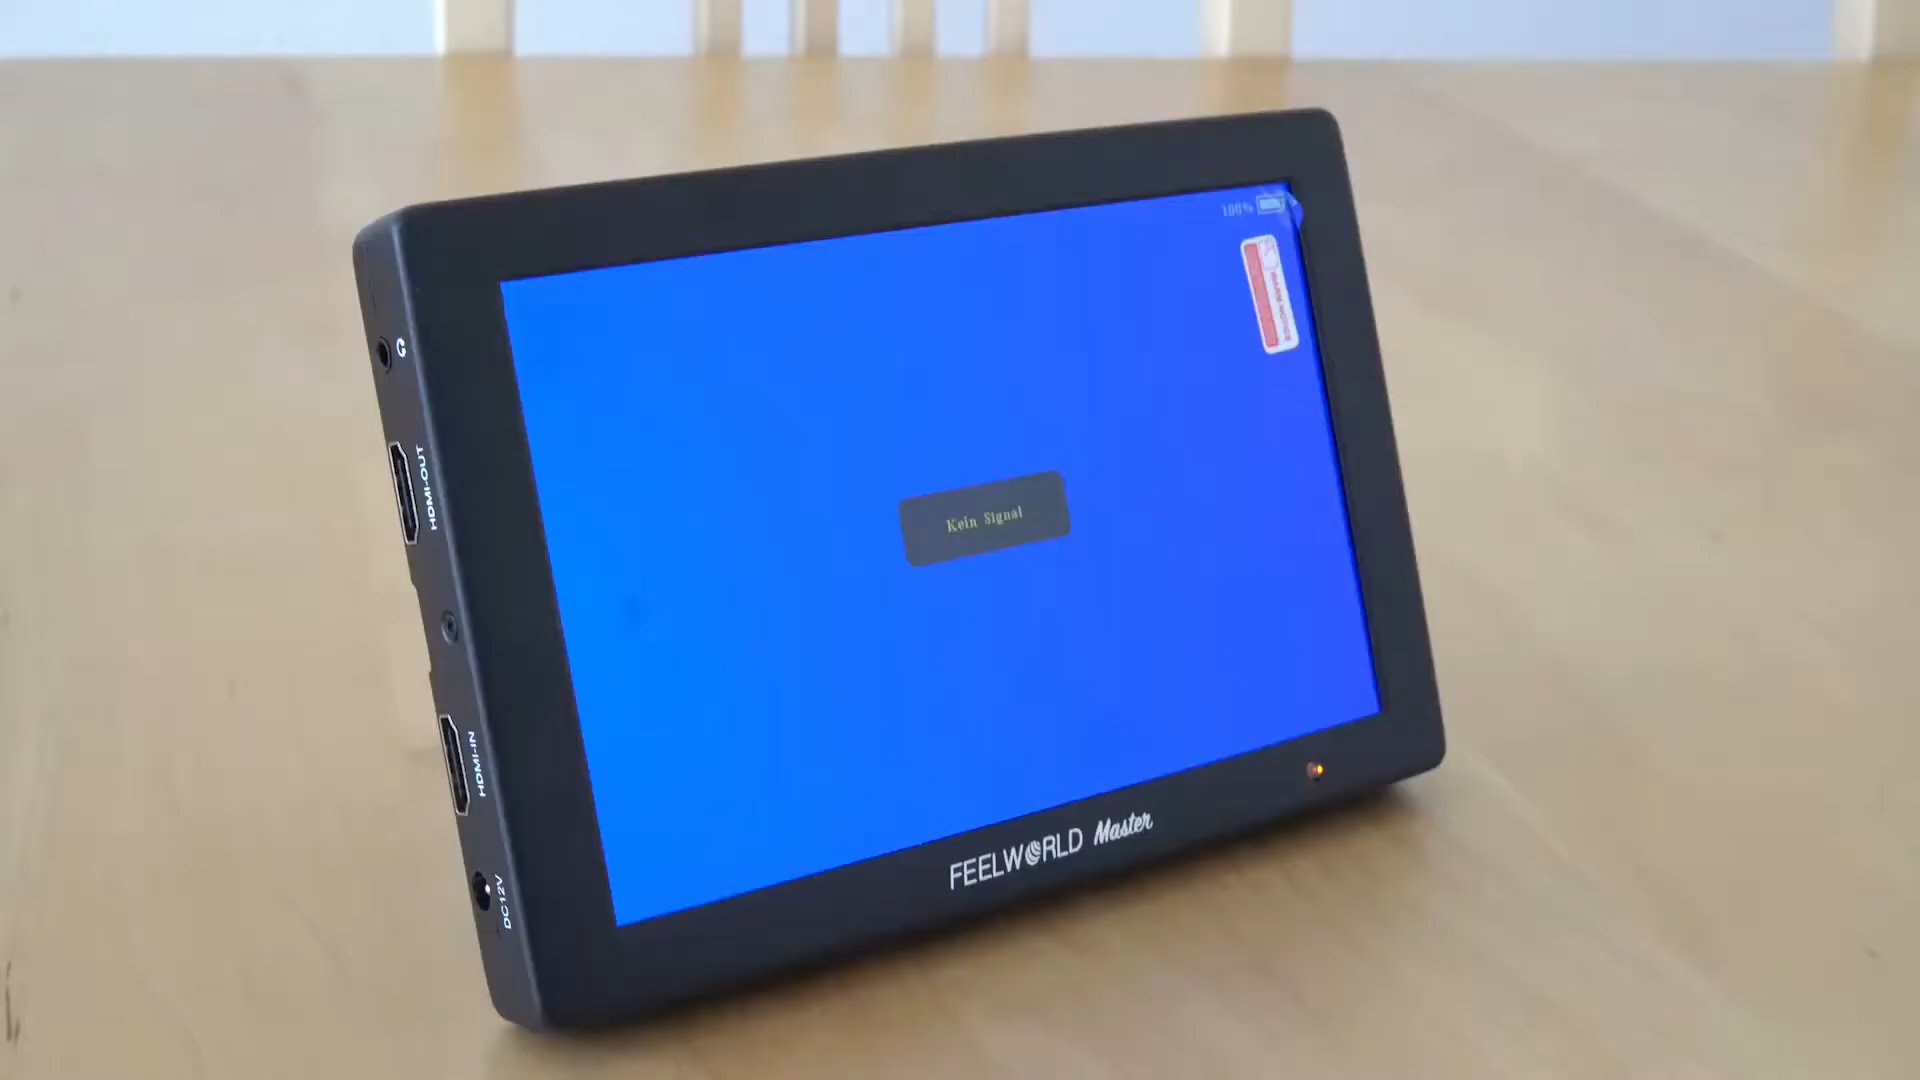 100%
Kein Signal
HDMI-OUT
HDMI-IN
DC12V
FEELWORLD Master